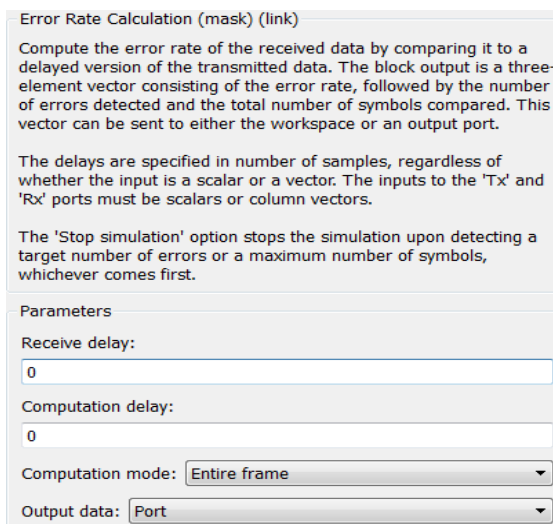 Error Rate Calculation (mask) (link)
Compute the error rate of the received data by comparing it to a
delayed version of the transmitted data. The block output is a three-
element vector consisting of the error rate, followed by the number
of errors detected and the total number of symbols compared. This
vector can be sent to either the workspace or an output port.
The delays are specified in number of samples, regardless of
whether the input is a scalar or a vector. The inputs to the 'Tx' and
'Rx' ports must be scalars or column vectors.
The 'Stop simulation' option stops the simulation upon detecting a
target number of errors or a maximum number of symbols,
whichever comes first.
Parameters
Receive delay:
0
Computation delay:
0
Computation mode: Entire frame
Output data: Port